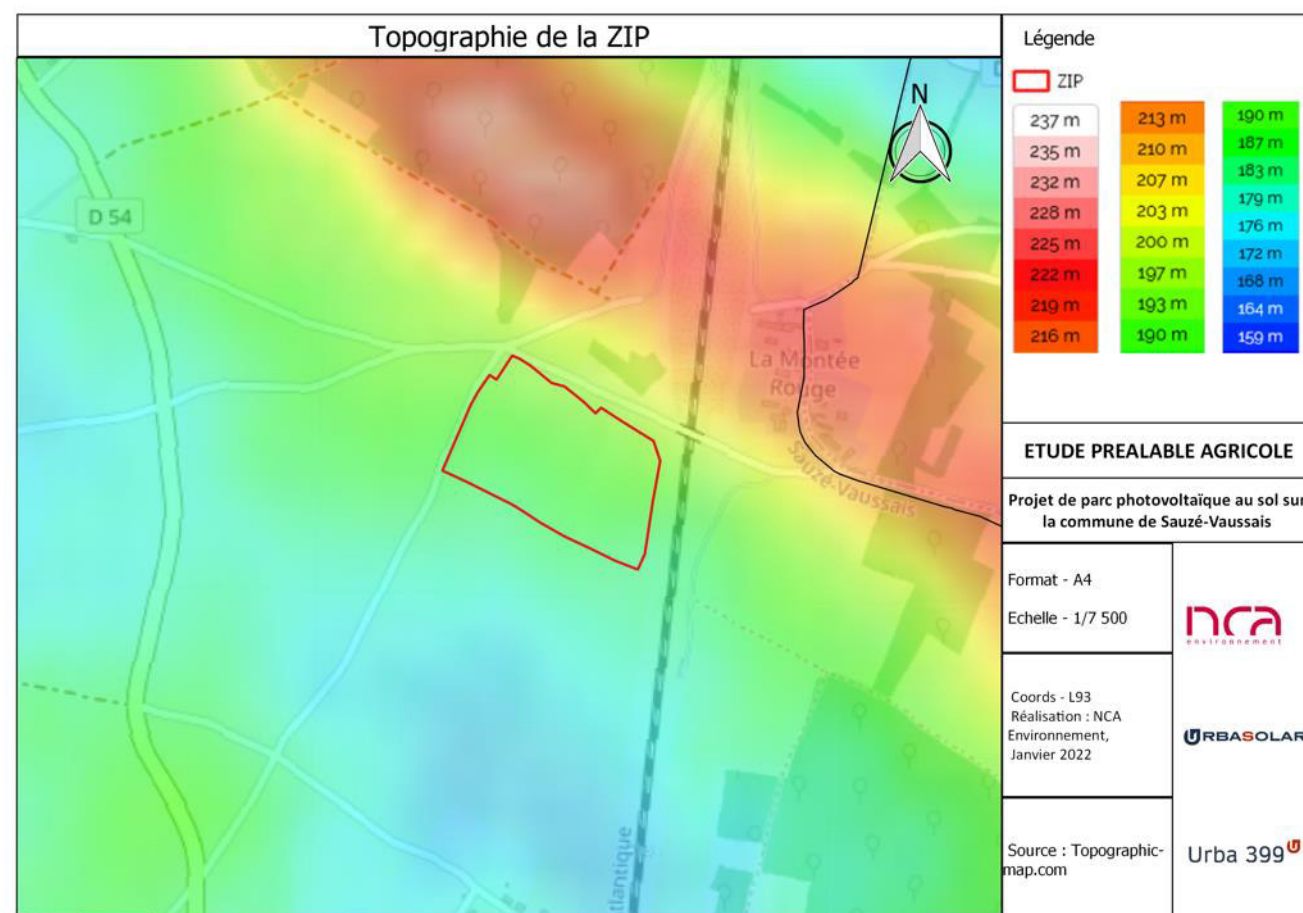 Topographie de la ZIP
D 54
N
D
La Montée
Rouge
Sauzé-Vaussais
tlantique
Légende
ZIP
237 m
235 m
232 m
228 m
225 m
222 m
219 m
216 m
213 m
210 m
207 m
203 m
200 m
197 m
193 m
190 m
190 m
187 m
183 m
179 m
176 m
172 m
168 m
164 m
159 m
ETUDE PREALABLE AGRICOLE
Projet de parc photovoltaïque au sol sur
la commune de Sauzé-Vaussais
Format - A4
Echelle - 1/7 500
nca
environnement
Coords - L93
Réalisation : NCA
Environnement,
Janvier 2022
URBASOLAR
Source : Topographic-
map.com
Urba 399